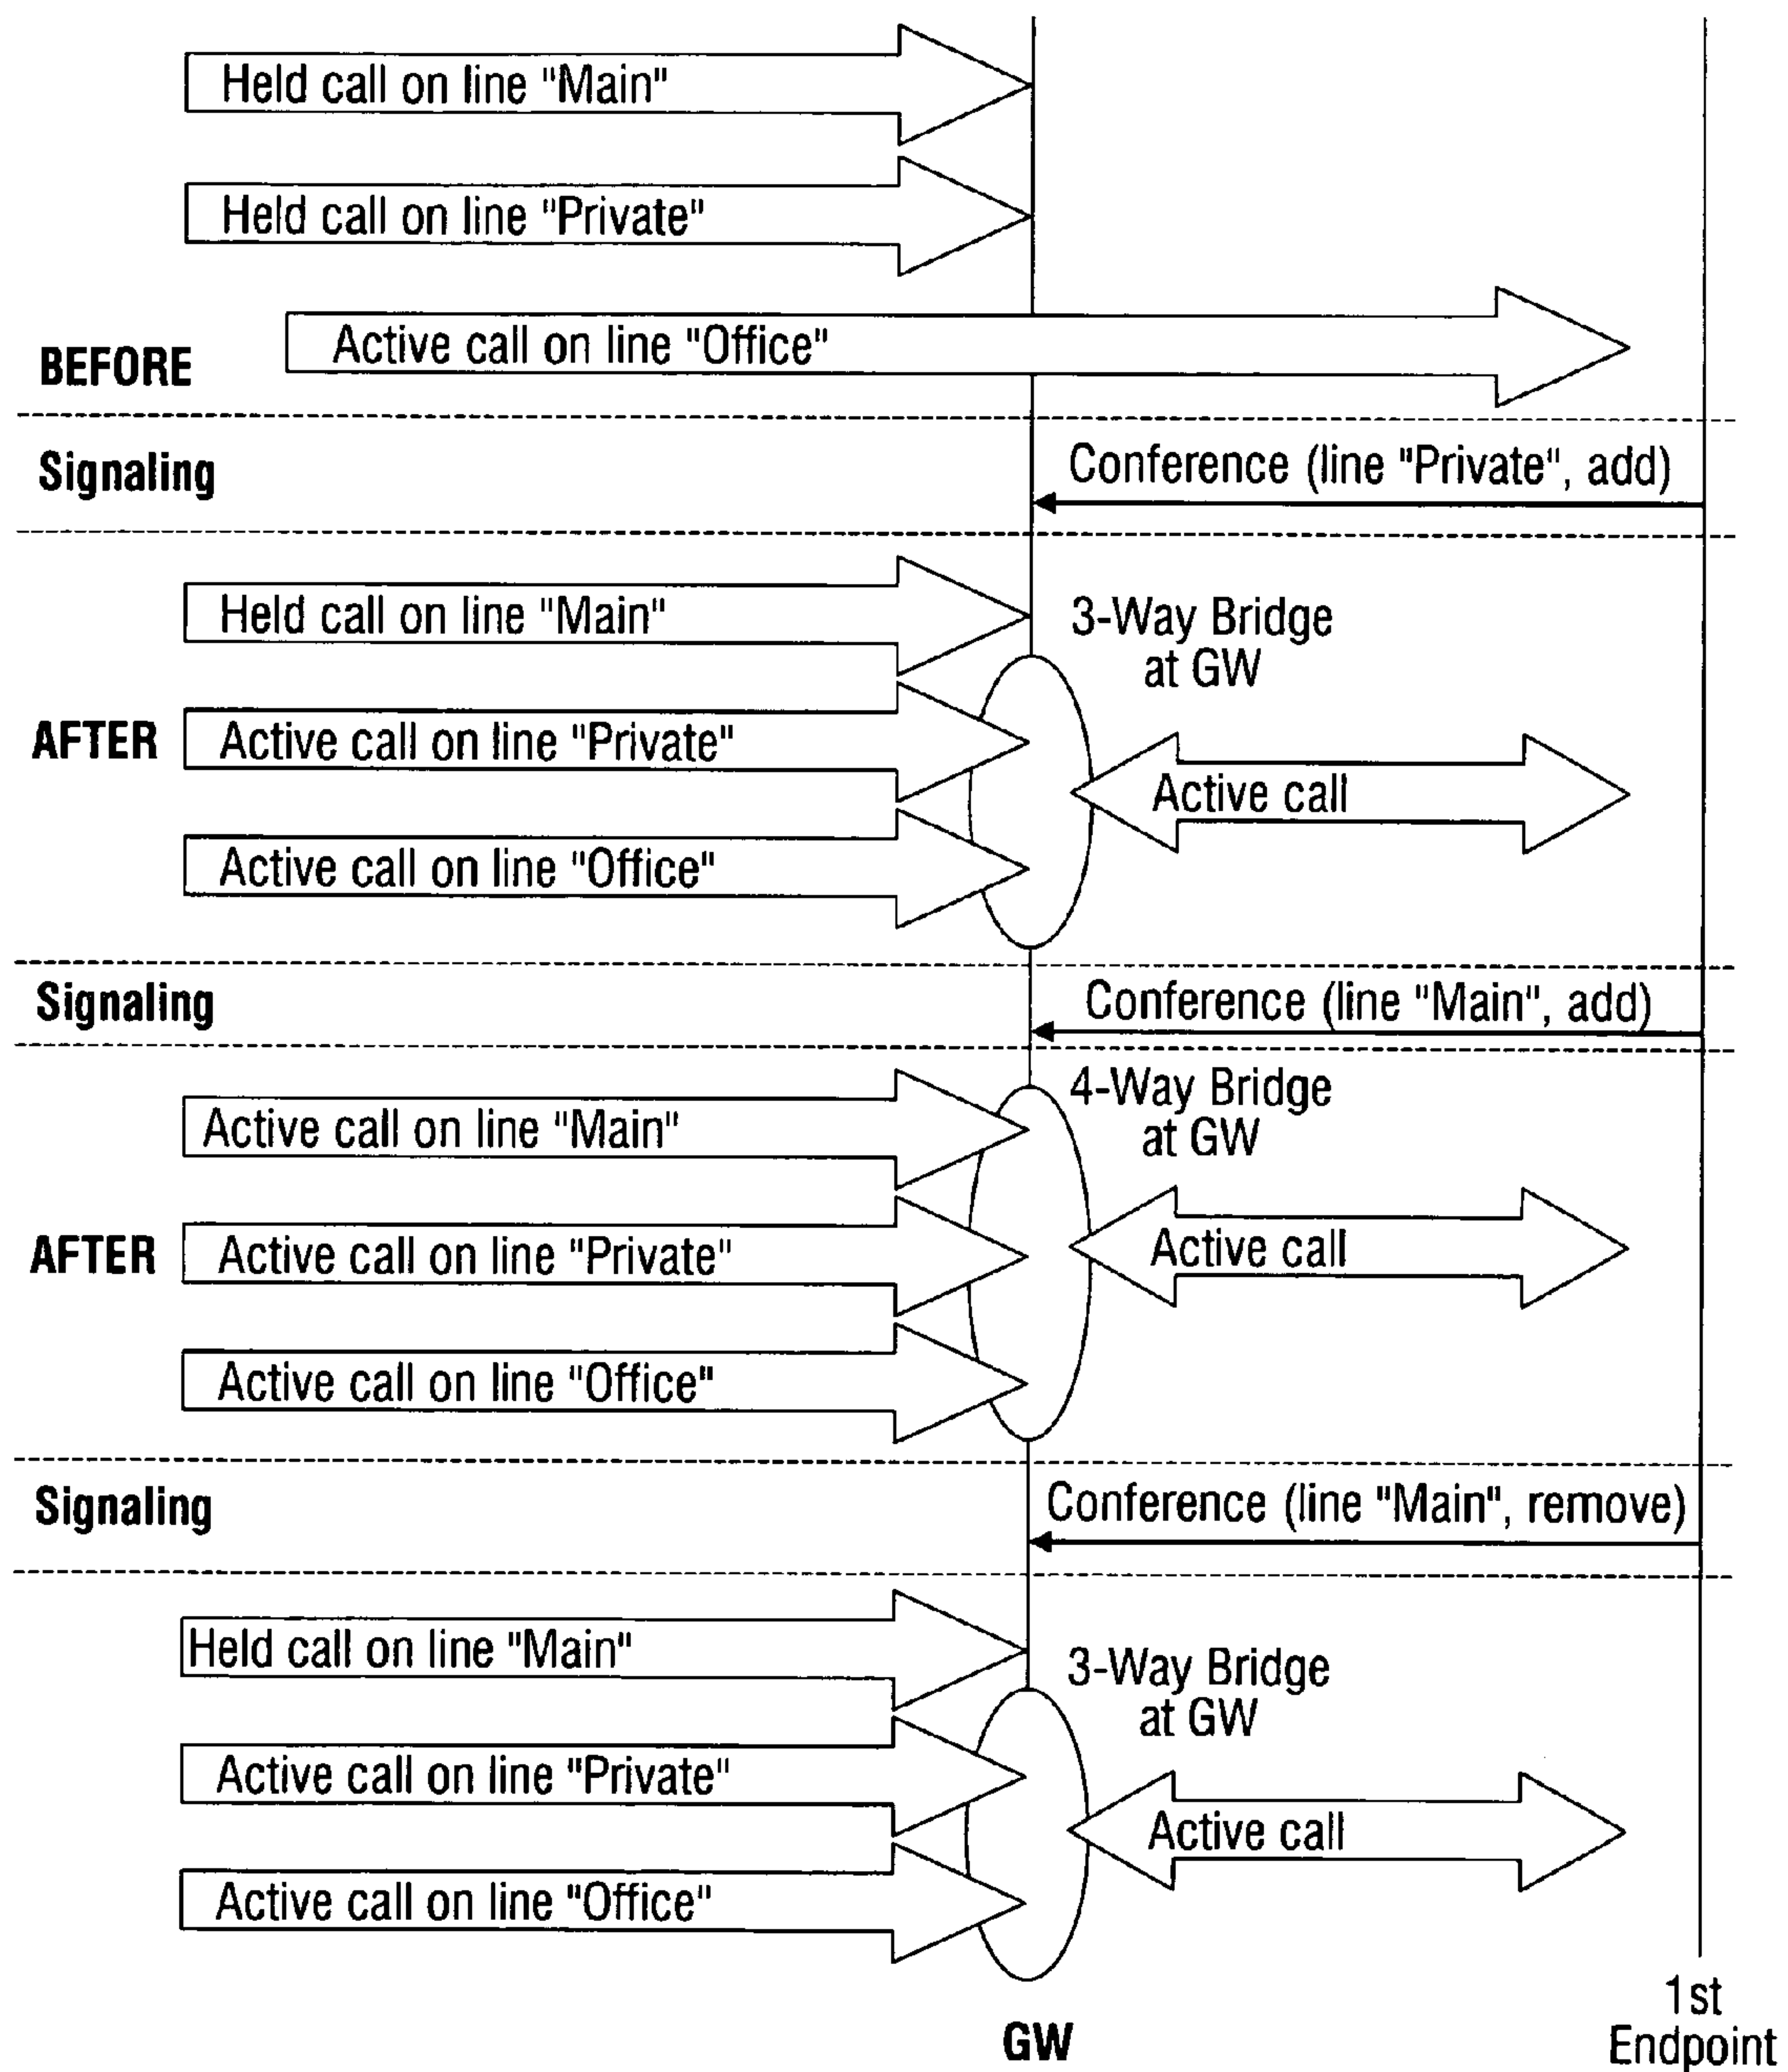 Held call on line "Main"
Held call on line "Private"
Active call on line "Office"
BEFORE
Signaling
Conference (line "Private", add)
Held call on line "Main"
3-Way Bridge
at GW
AFTER
Active call on line "Private"
Active call
Active call on line "Office"
Signaling
Conference (line "Main", add)
4-Way Bridge
at GW
Active call on line "Main"
AFTER
Active call on line "Private"
Active call
Active call on line "Office"
Signaling
Conference (line "Main", remove)
Held call on line "Main"
3-Way Bridge
at GW
Active call on line "Private"
Active call
Active call on line "Office"
GW
1st
Endpoint